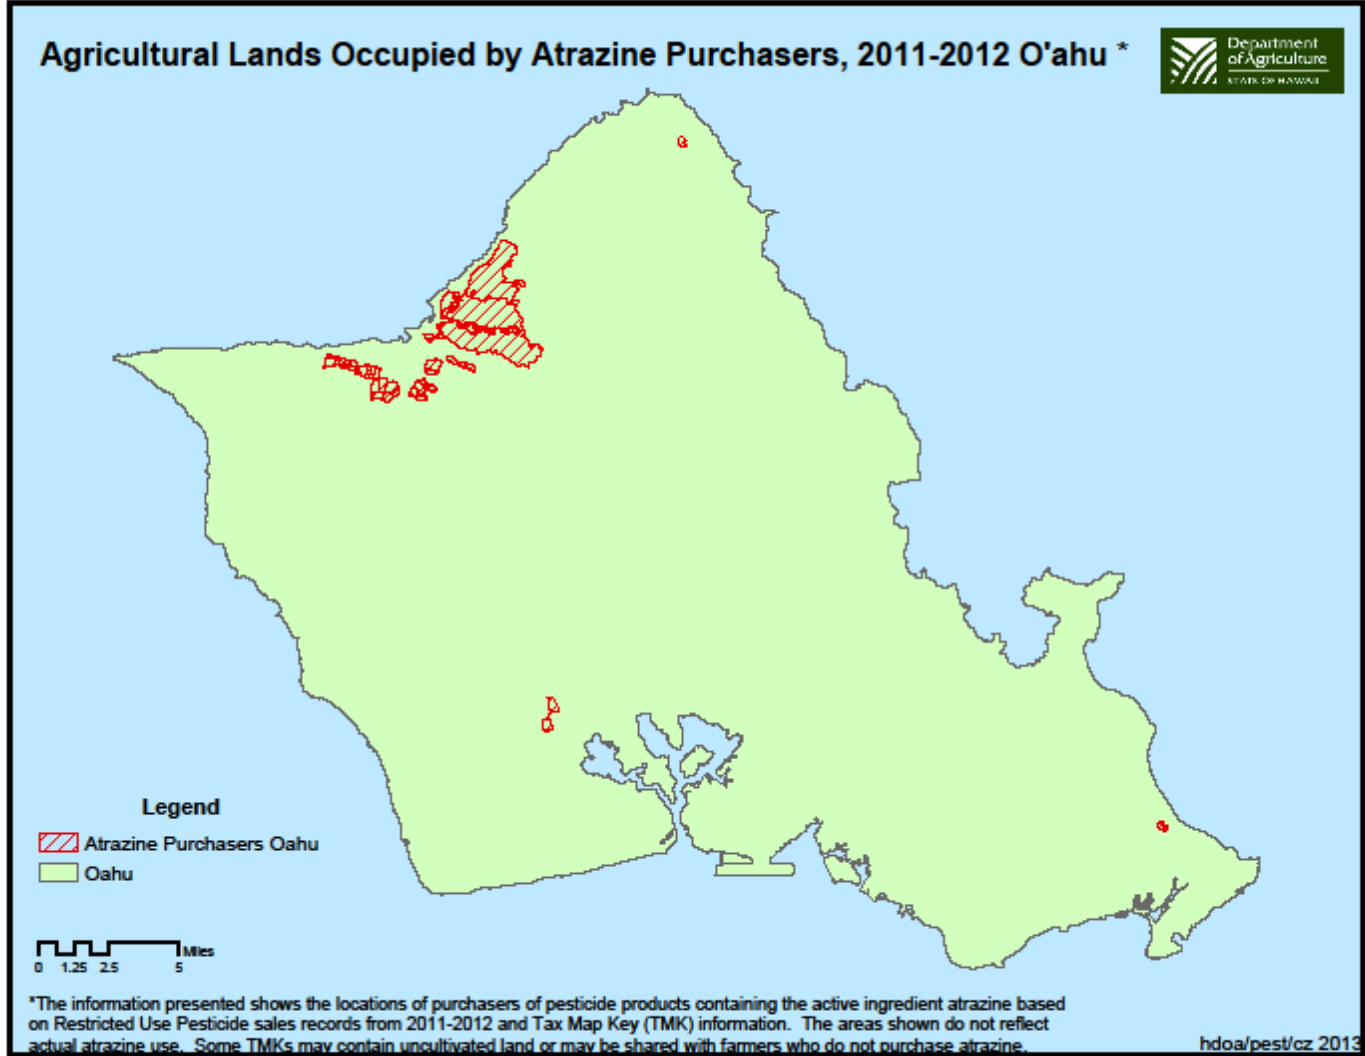 Agricultural Lands Occupied by Atrazine Purchasers, 2011-2012 O'ahu *
Department
of Agriculture
STATE OF HAWAII
Legend
Atrazine Purchasers Oahu
Oahu
Miles
0 1.25 2.5 5
*The information presented shows the locations of purchasers of pesticide products containing the active ingredient atrazine based
on Restricted Use Pesticide sales records from 2011-2012 and Tax Map Key (TMK) information. The areas shown do not reflect
actual atrazine use. Some TMKs may contain uncultivated land or may be shared with farmers who do not purchase atrazine.
hdoa/pest/cz 2013